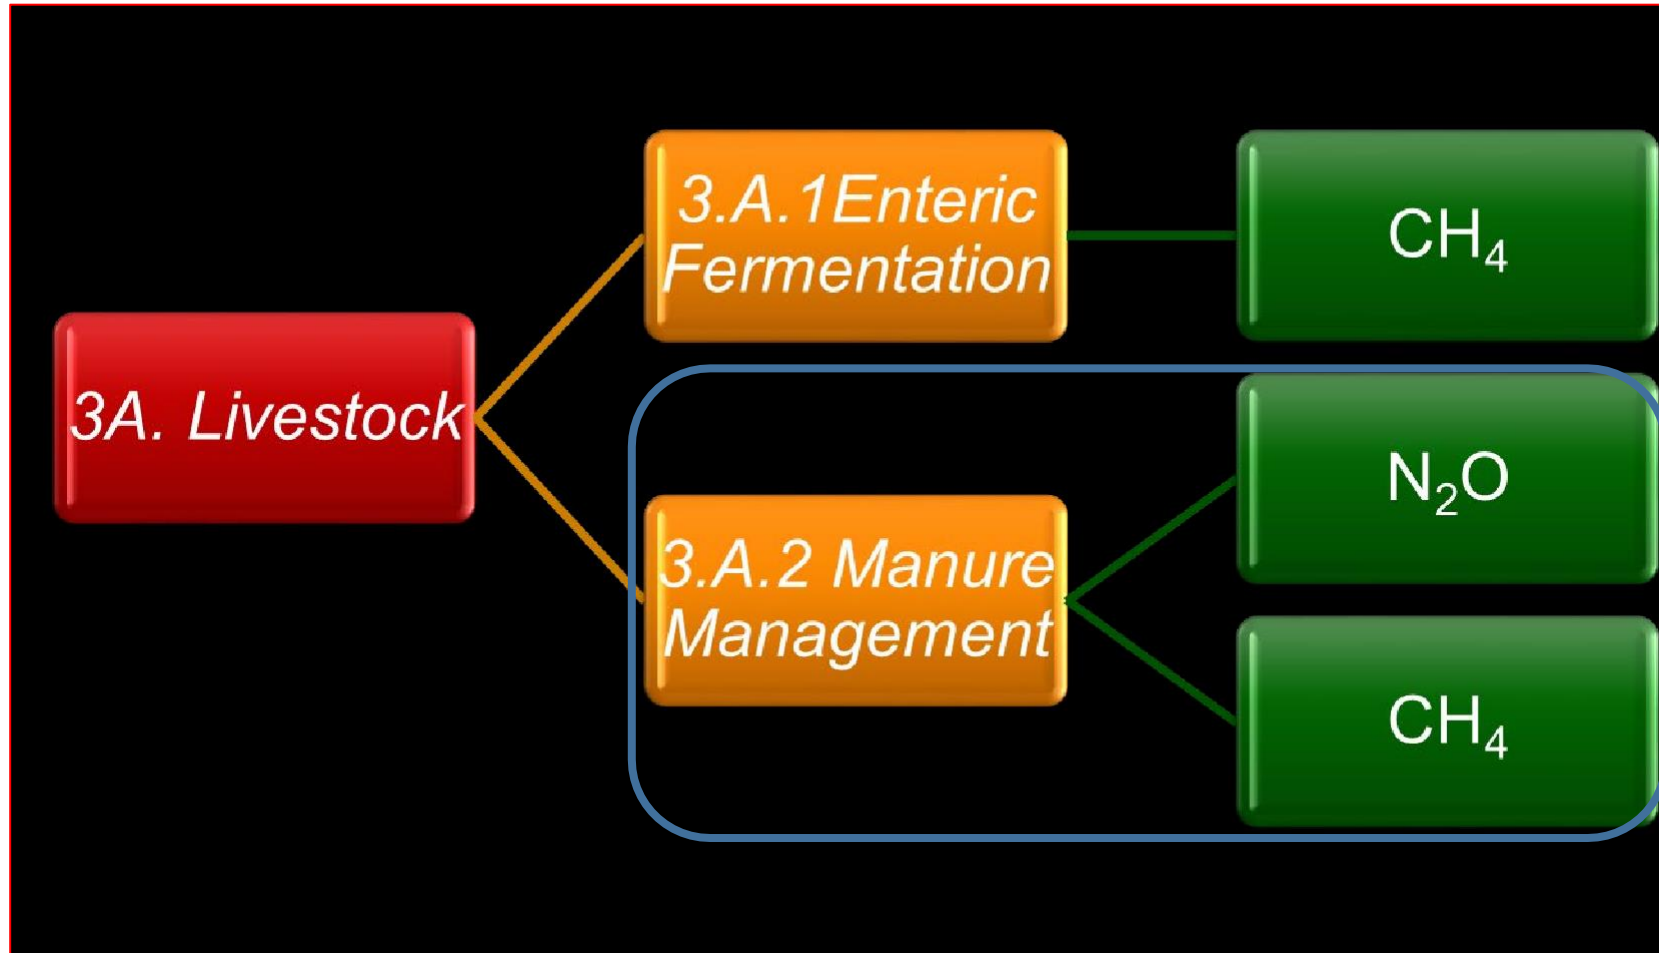 3A. Livestock
3.A.1Enteric
Fermentation
CH₄
3.A.2 Manure
Management
N₂O
CH₄